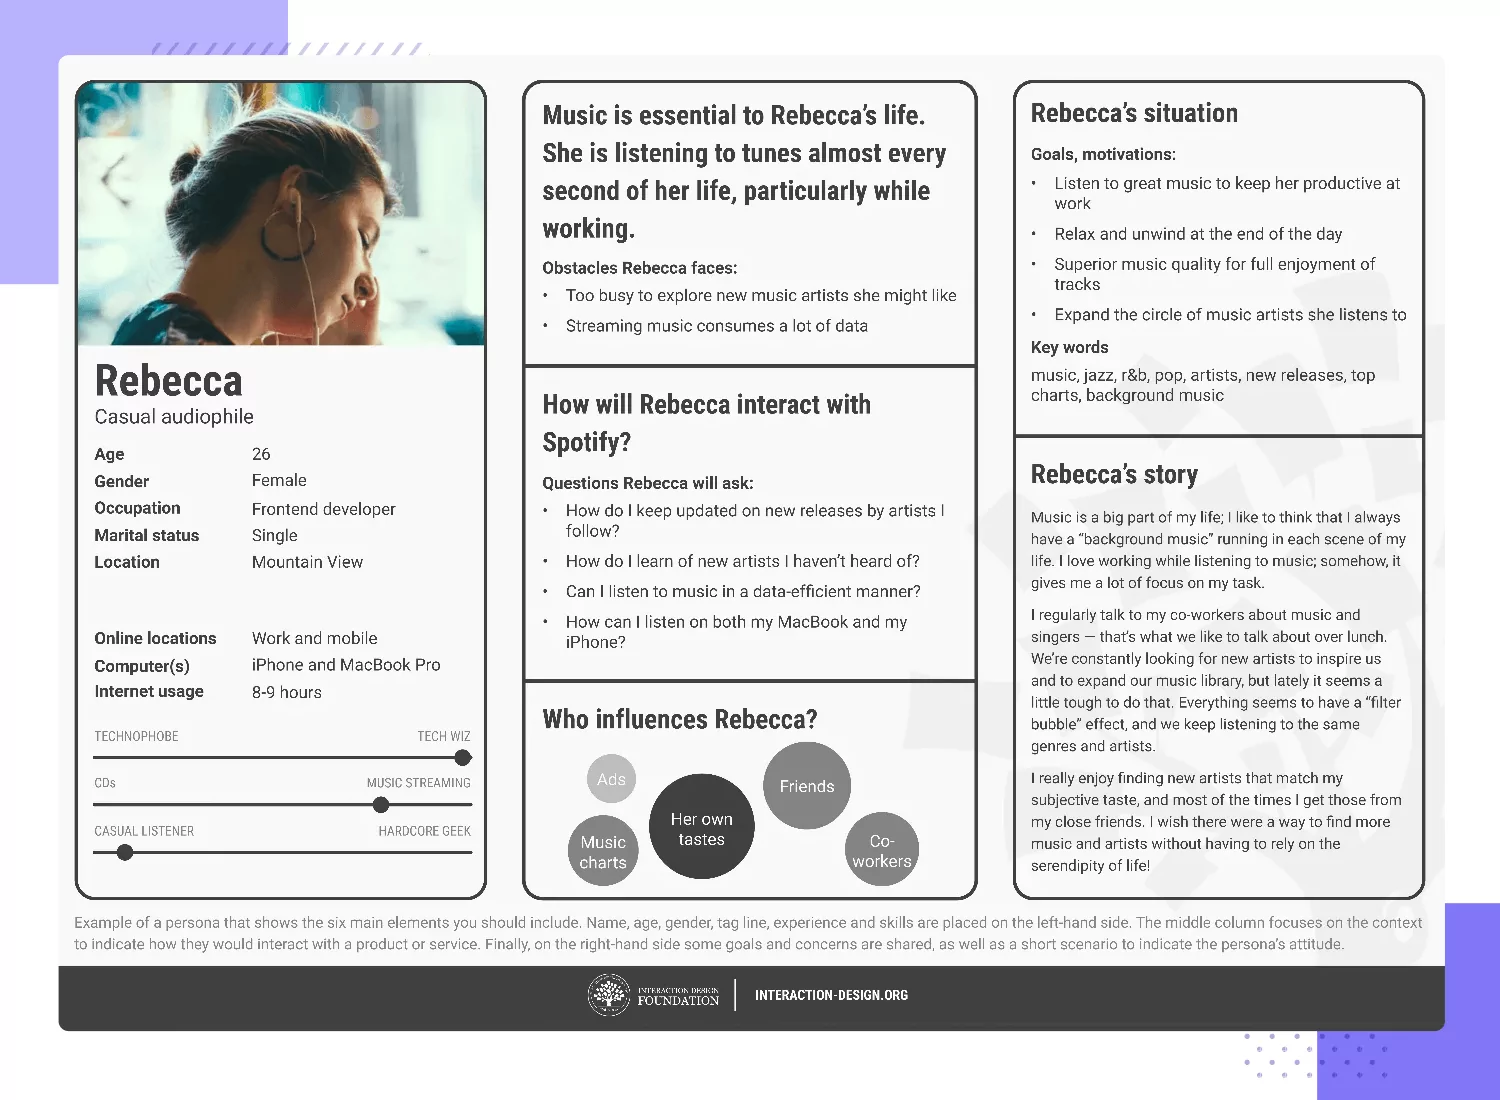 Rebecca
Casual audiophile
Age 26
Gender Female
Occupation Frontend developer
Marital status Single
Location Mountain View
Online locations Work and mobile
Computer(s) iPhone and MacBook Pro
Internet usage 8-9 hours
TECHNOPHOBE TECH WIZ
CDs MUSIC STREAMING
CASUAL LISTENER HARDCORE GEEK
Music is essential to Rebecca’s life.
She is listening to tunes almost every
second of her life, particularly while
working.
Obstacles Rebecca faces:
• Too busy to explore new music artists she might like
• Streaming music consumes a lot of data
How will Rebecca interact with
Spotify?
Questions Rebecca will ask:
• How do I keep updated on new releases by artists I
follow?
• How do I learn of new artists I haven’t heard of?
• Can I listen to music in a data-efficient manner?
• How can I listen on both my MacBook and my
iPhone?
Who influences Rebecca?
Ads
Music
charts
Her own
tastes
Friends
Co-
workers
Rebecca’s situation
Goals, motivations:
• Listen to great music to keep her productive at
work
• Relax and unwind at the end of the day
• Superior music quality for full enjoyment of
tracks
• Expand the circle of music artists she listens to
Key words
music, jazz, r&b, pop, artists, new releases, top
charts, background music
Rebecca’s story
Music is a big part of my life; I like to think that I always
have a “background music” running in each scene of my
life. I love working while listening to music; somehow, it
gives me a lot of focus on my task.
I regularly talk to my co-workers about music and
singers — that’s what we like to talk about over lunch.
We’re constantly looking for new artists to inspire us
and to expand our music library, but lately it seems a
little tough to do that. Everything seems to have a “filter
bubble” effect, and we keep listening to the same
genres and artists.
I really enjoy finding new artists that match my
subjective taste, and most of the times I get those from
my close friends. I wish there were a way to find more
music and artists without having to rely on the
serendipity of life!
Example of a persona that shows the six main elements you should include. Name, age, gender, tag line, experience and skills are placed on the left-hand side. The middle column focuses on the context
to indicate how they would interact with a product or service. Finally, on the right-hand side some goals and concerns are shared, as well as a short scenario to indicate the persona’s attitude.
INTERACTION DESIGN
FOUNDATION
INTERACTION-DESIGN.ORG